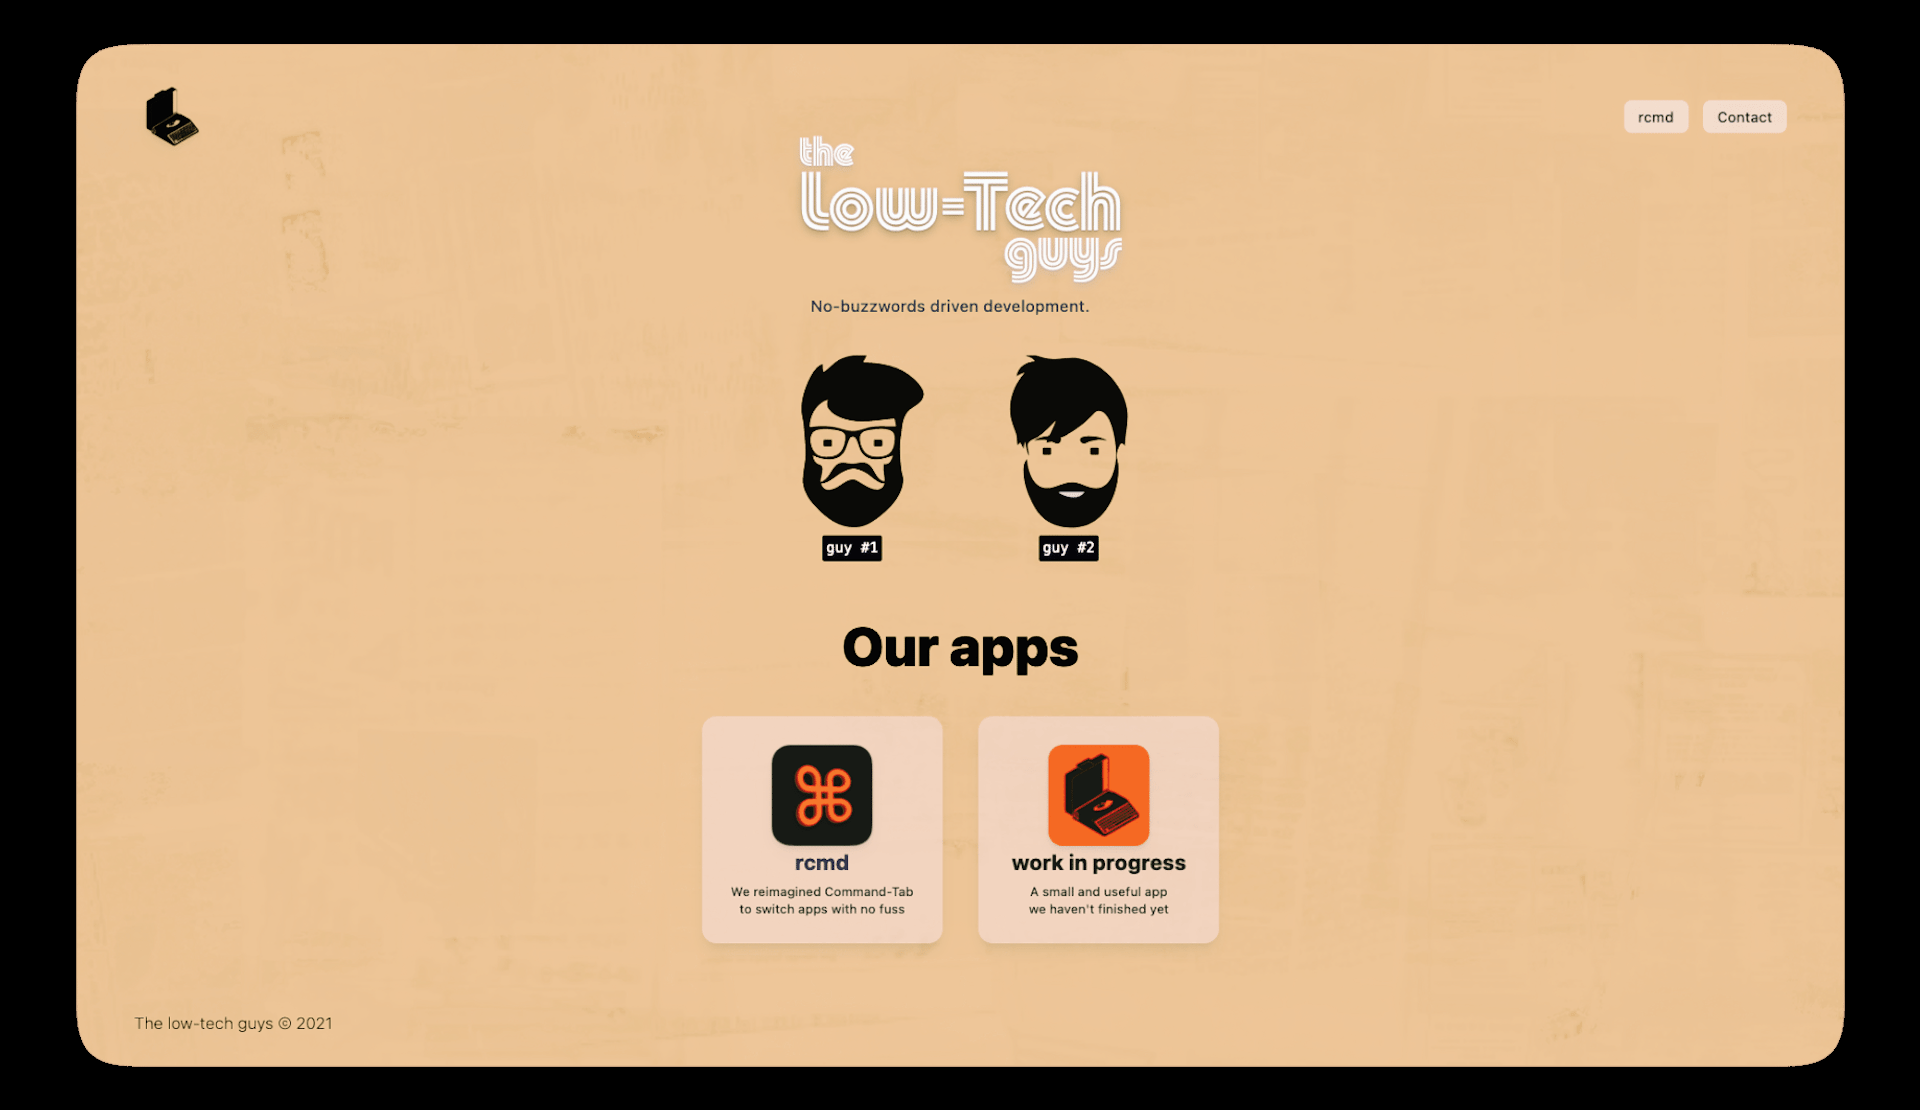 rcmd
Contact
the
Low-Tech
guys
No-buzzwords driven development.
guy #1
guy #2
Our apps
rcmd
We reimagined Command-Tab
to switch apps with no fuss
work in progress
A small and useful app
we haven't finished yet
The low-tech guys © 2021